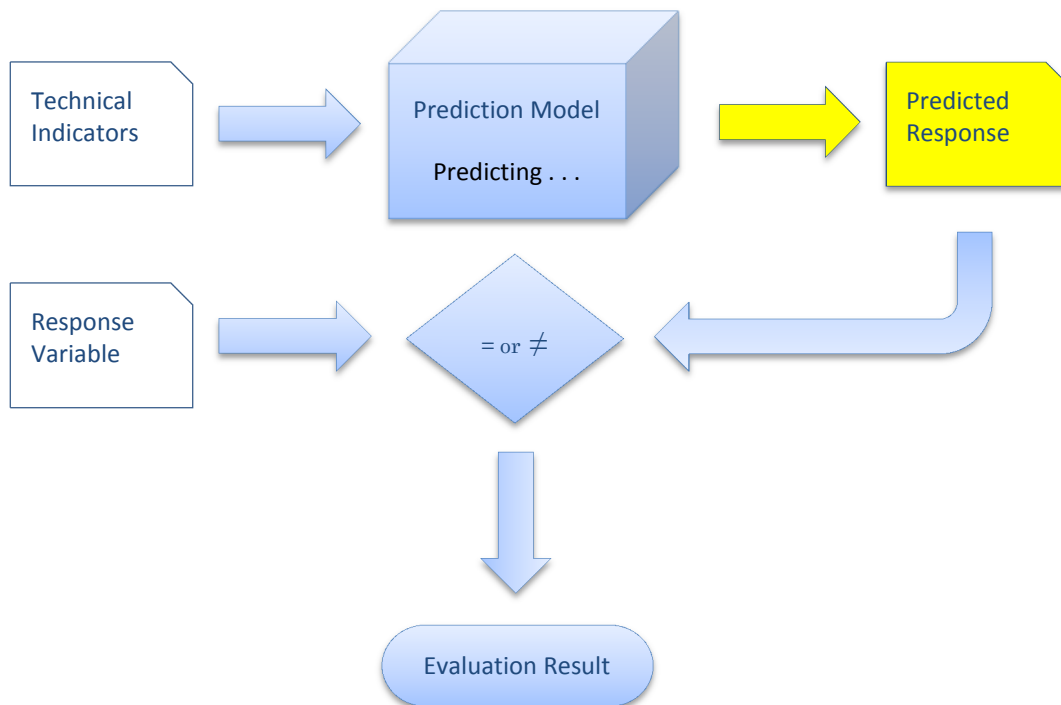 Technical
Indicators
Prediction Model
Predicting . . .
Predicted
Response
Response
Variable
= or ≠
Evaluation Result